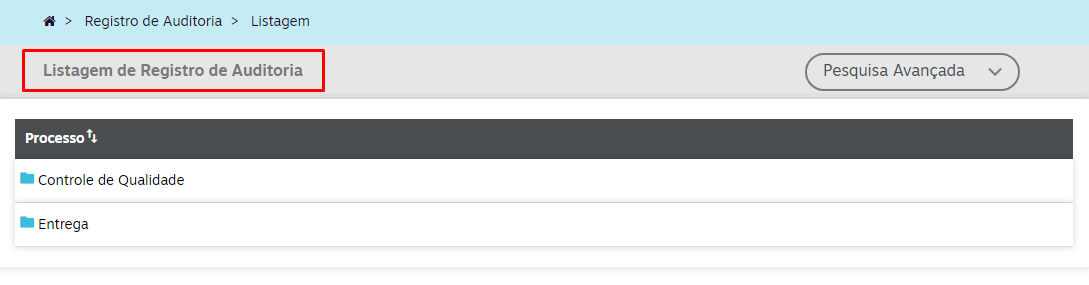 > Registro de Auditoria > Listagem
Listagem de Registro de Auditoria
Pesquisa Avançada
Processo
Controle de Qualidade
Entrega